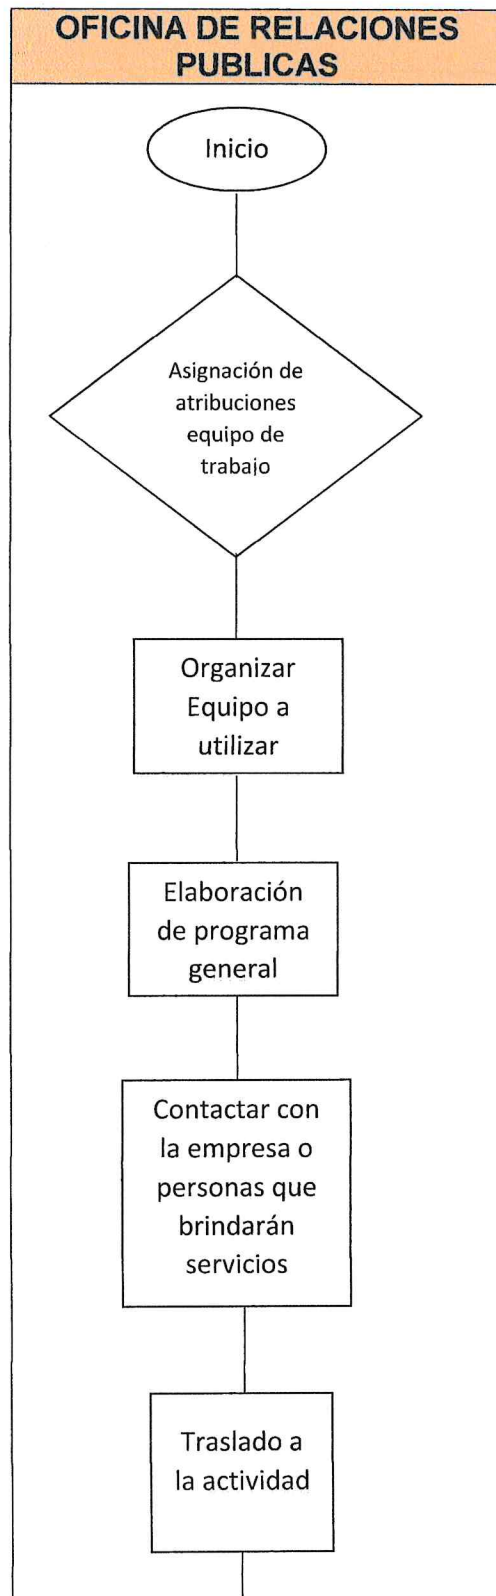 OFICINA DE RELACIONES
PUBLICAS
Inicio
Asignación de
atribuciones
equipo de
trabajo
Organizar
Equipo a
utilizar
Elaboración
de programa
general
Contactar con
la empresa o
personas que
brindarán
servicios
Traslado a
la actividad